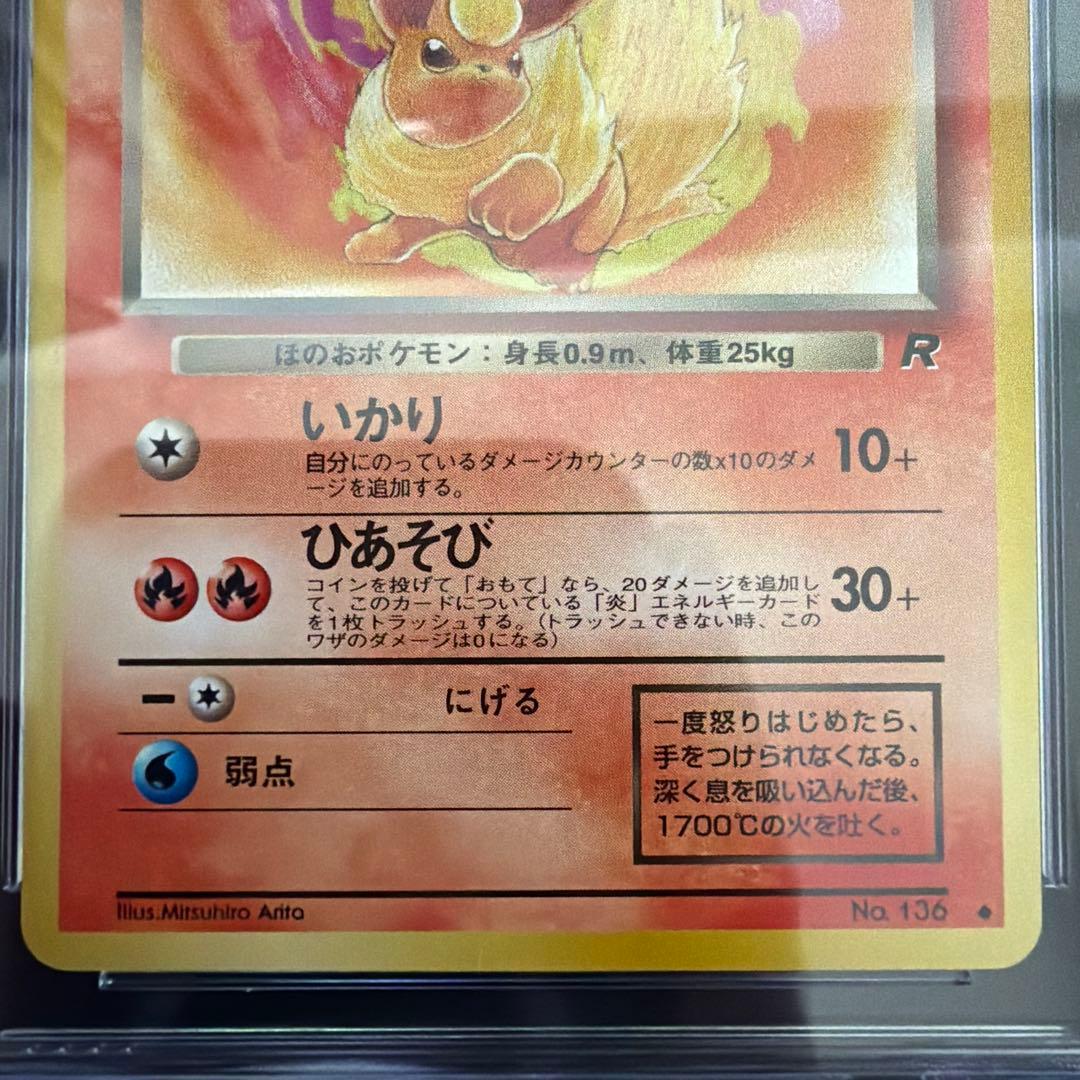 ほのおポケモン：身長0.9m、体重25kg
R
いかり
自分にのっているダメージカウンターの数x10のダメ
ージを追加する。
10+
ひあそび
コインを投げて「おもて」なら、20ダメージを追加し
て、このカードについている「炎」エネルギーカード
を1枚トラッシュする。（トラッシュできない時、この
ワザのダメージは0になる）
30+
にげる
弱点
一度怒りはじめたら、
手をつけられなくなる。
深く息を吸い込んだ後、
1700℃の火を吐く。
Illus.Mitsuhiro Arita
No. 136